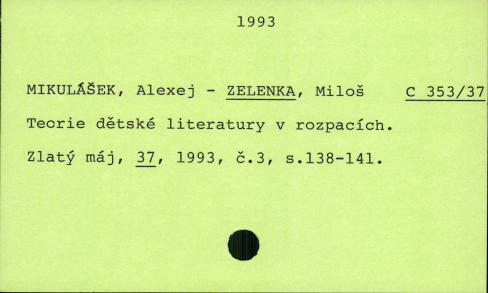 1993
MIKULÁŠEK, Alexej - ZELENKA, Miloš C 353/37
Teorie dětské literatury v rozpacích.
Zlatý máj, 37, 1993, č.3, s.138-141.